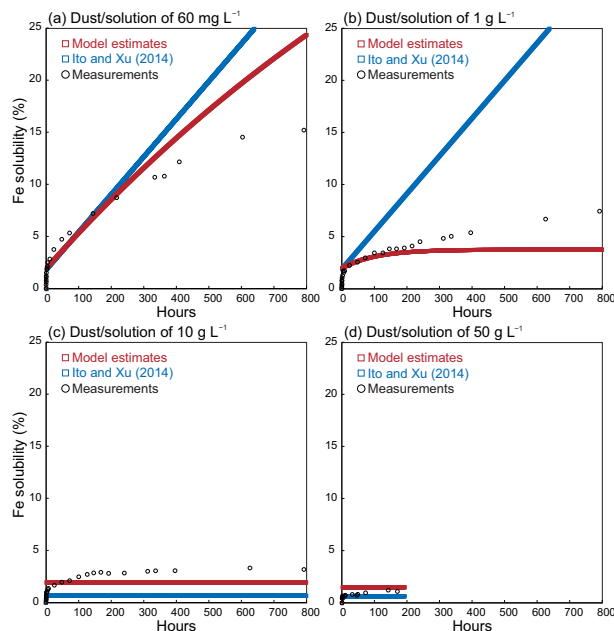 (a) Dust/solution of 60 mg L⁻¹
(b) Dust/solution of 1 g L⁻¹
25
20
15
10
5
0
Fe solubility (%)
Model estimates
Ito and Xu (2014)
Measurements
0 100 200 300 400 500 600 700 800
Hours
25
20
15
10
5
0
Model estimates
Ito and Xu (2014)
Measurements
0 100 200 300 400 500 600 700 800
Hours
(c) Dust/solution of 10 g L⁻¹
(d) Dust/solution of 50 g L⁻¹
25
20
15
10
5
0
Fe solubility (%)
Model estimates
Ito and Xu (2014)
Measurements
0 100 200 300 400 500 600 700 800
Hours
25
20
15
10
5
0
Model estimates
Ito and Xu (2014)
Measurements
0 100 200 300 400 500 600 700 800
Hours